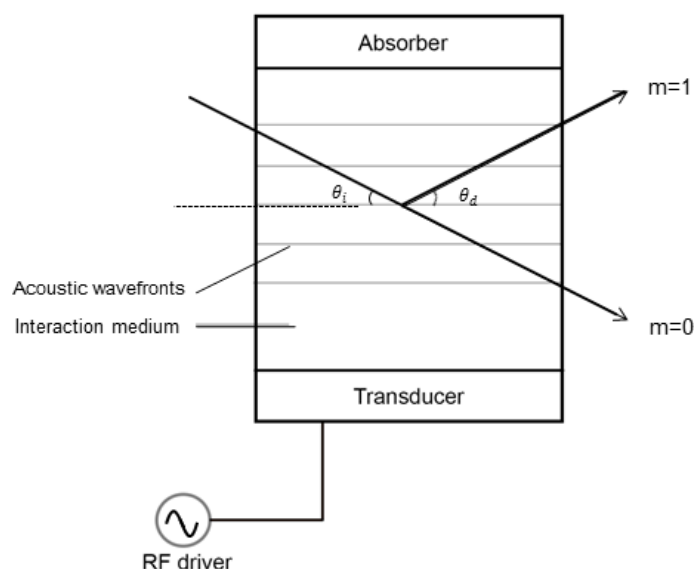 Absorber
m=1
θi
θd
Acoustic wavefronts
Interaction medium
m=0
Transducer
RF driver